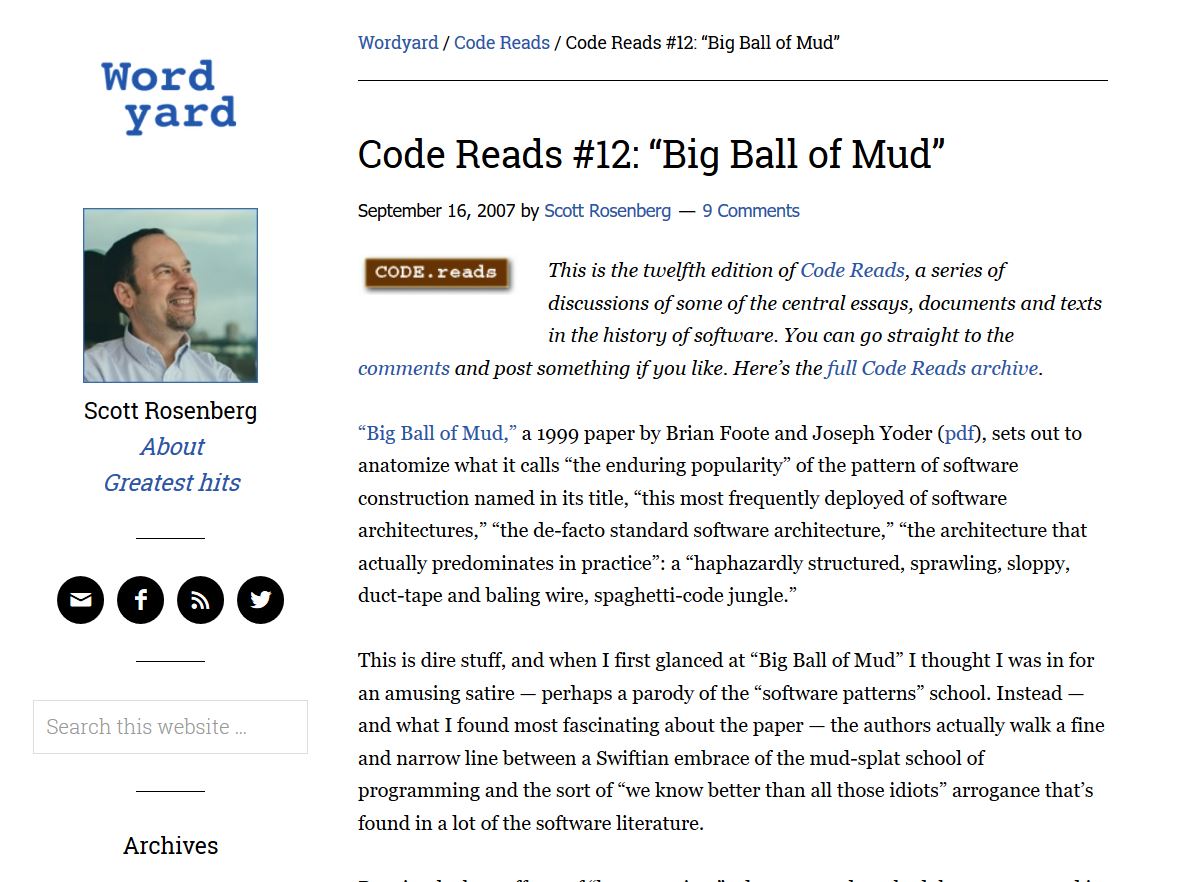 Word
yard
Scott Rosenberg
About
Greatest hits
Search this website ...
Archives
Wordyard / Code Reads / Code Reads #12: “Big Ball of Mud”
Code Reads #12: “Big Ball of Mud”
September 16, 2007 by Scott Rosenberg — 9 Comments
CODE.reads
This is the twelfth edition of Code Reads, a series of
discussions of some of the central essays, documents and texts
in the history of software. You can go straight to the
comments and post something if you like. Here’s the full Code Reads archive.
“Big Ball of Mud,” a 1999 paper by Brian Foote and Joseph Yoder (pdf), sets out to
anatomize what it calls “the enduring popularity” of the pattern of software
construction named in its title, “this most frequently deployed of software
architectures,” “the de-facto standard software architecture,” “the architecture that
actually predominates in practice”: a “haphazardly structured, sprawling, sloppy,
duct-tape and baling wire, spaghetti-code jungle.”
This is dire stuff, and when I first glanced at “Big Ball of Mud” I thought I was in for
an amusing satire — perhaps a parody of the “software patterns” school. Instead —
and what I found most fascinating about the paper — the authors actually walk a fine
and narrow line between a Swiftian embrace of the mud-splat school of
programming and the sort of “we know better than all those idiots” arrogance that’s
found in a lot of the software literature.